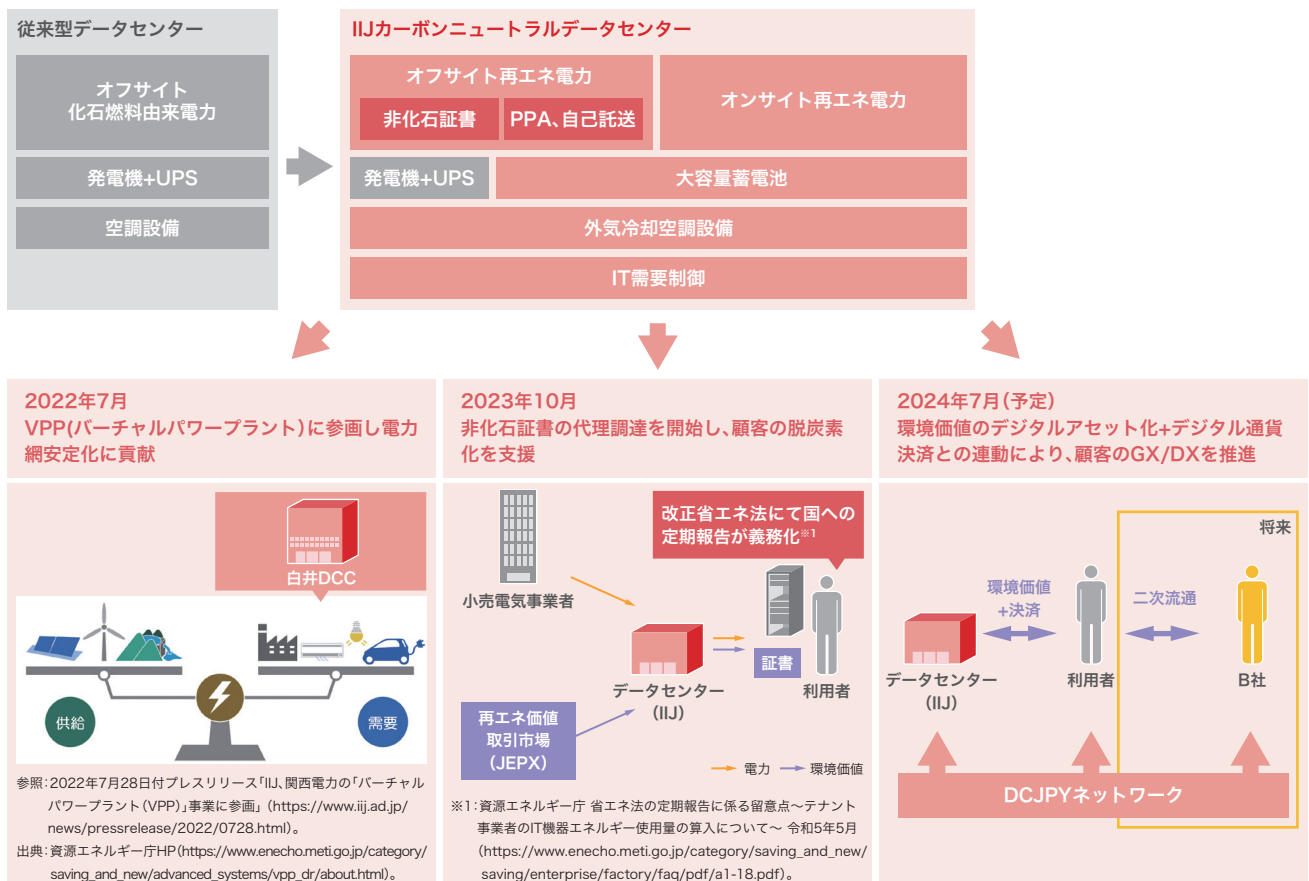 従来型データセンター
オフサイト
化石燃料由来電力
発電機+UPS
空調設備
IIJカーボンニュートラルデータセンター
オフサイト再エネ電力
非化石証書
PPA、自己託送
オンサイト再エネ電力
発電機+UPS
大容量蓄電池
外気冷却空調設備
IT需要制御
2022年7月
VPP(バーチャルパワープラント)に参画し電力
網安定化に貢献
白井DCC
供給
需要
参照:2022年7月28日付プレスリリース「IIJ、関西電力の「バーチャル
パワープラント(VPP)」事業に参画」(https://www.iij.ad.jp/
news/pressrelease/2022/0728.html)。
出典:資源エネルギー庁HP(https://www.enecho.meti.go.jp/category/
saving_and_new/advanced_systems/vpp_dr/about.html)。
2023年10月
非化石証書の代理調達を開始し、顧客の脱炭素
化を支援
改正省エネ法にて国への
定期報告が義務化※1
小売電気事業者
証書
データセンター
(IIJ)
利用者
再エネ価値
取引市場
(JEPX)
電力
環境価値
※1:資源エネルギー庁 省エネ法の定期報告に係る留意点〜テナント
事業者のIT機器エネルギー使用量の算入について〜 令和5年5月
(https://www.enecho.meti.go.jp/category/saving_and_new/
saving/enterprise/factory/faq/pdf/a1-18.pdf)。
2024年7月(予定)
環境価値のデジタルアセット化+デジタル通貨
決済との連動により、顧客のGX/DXを推進
将来
環境価値
+決済
二次流通
データセンター
(IIJ)
利用者
B社
DCJPYネットワーク